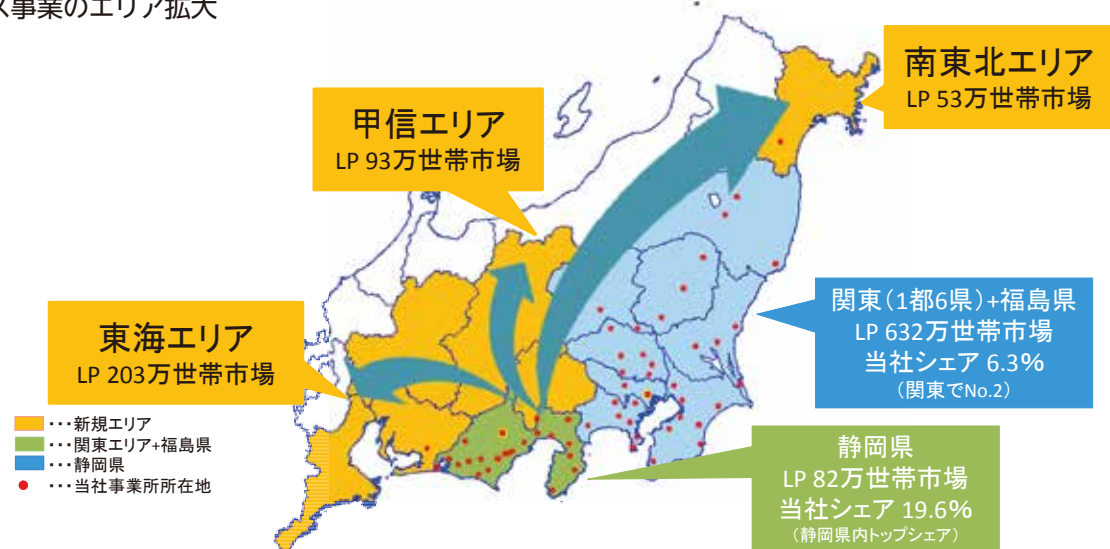 ス事業のエリア拡大
南東北エリア
LP 53万世帯市場
甲信エリア
LP 93万世帯市場
東海エリア
LP 203万世帯市場
関東(1都6県)+福島県
LP 632万世帯市場
当社シェア 6.3%
(関東でNo.2)
・・・新規エリア
・・・関東エリア+福島県
・・・静岡県
・・・当社事業所所在地
静岡県
LP 82万世帯市場
当社シェア 19.6%
(静岡県内トップシェア)